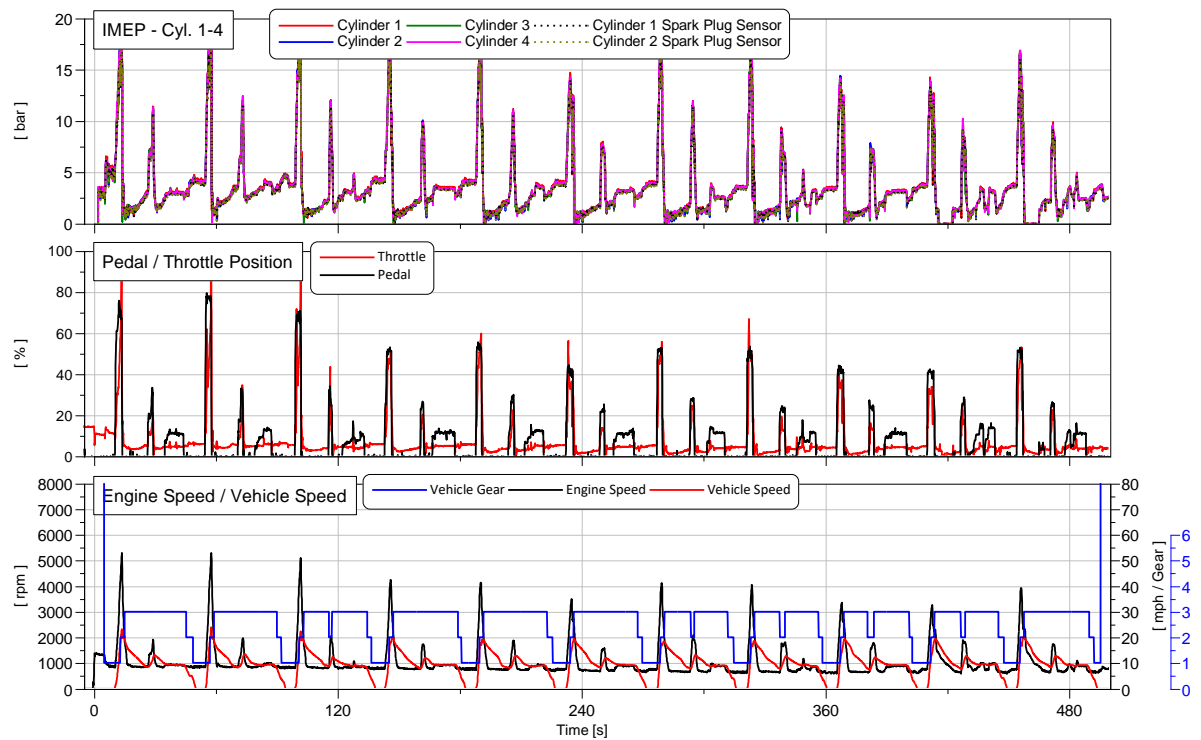 IMEP - Cyl. 1-4
Cylinder 1 Cylinder 3 Cylinder 1 Spark Plug Sensor
Cylinder 2 Cylinder 4 Cylinder 2 Spark Plug Sensor
20
15
10
5
0
[ bar ]
Pedal / Throttle Position
Throttle
Pedal
100
80
60
40
20
0
[ % ]
Engine Speed / Vehicle Speed
Vehicle Gear Engine Speed Vehicle Speed
8000
7000
6000
5000
4000
3000
2000
1000
0
[ rpm ]
80
70
60
50
40
30
20
10
0
[ mph / Gear ]
6
5
4
3
2
1
0
0 120 240 360 480
Time [s]